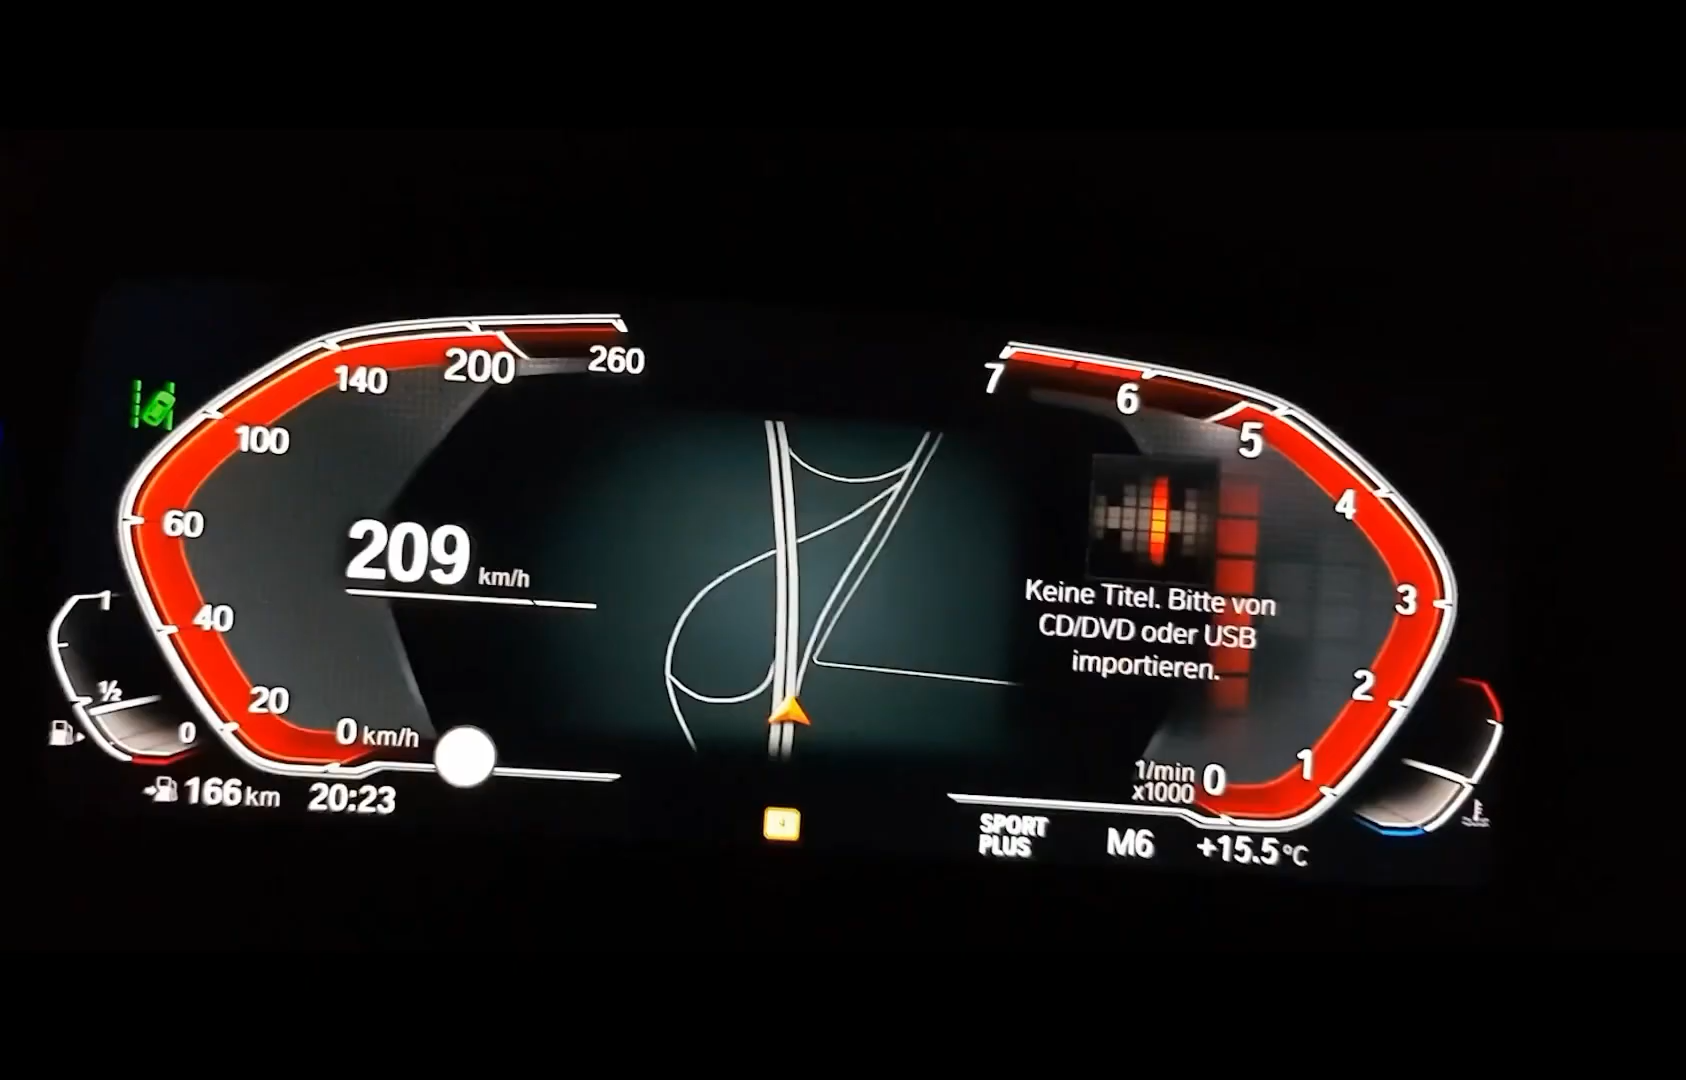 140
200
260
100
60
40
20
0 km/h
209 km/h
1
½
0
166 km
20:23
7
6
5
4
3
2
1
0
1/min
x1000
Keine Titel. Bitte von
CD/DVD oder USB
importieren.
4
SPORT
PLUS
M6
+15.5 °C